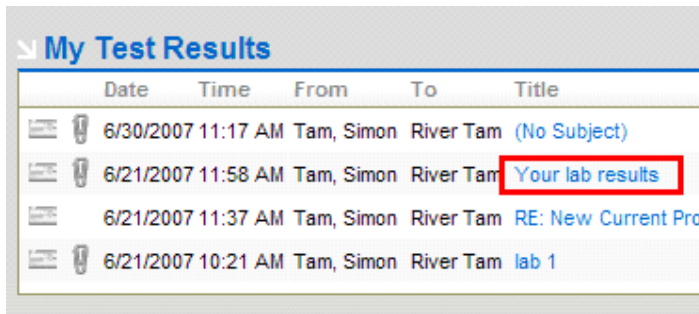 My Test Results
Date Time From To Title
6/30/2007 11:17 AM Tam, Simon River Tam (No Subject)
6/21/2007 11:58 AM Tam, Simon River Tam Your lab results
6/21/2007 11:37 AM Tam, Simon River Tam RE: New Current Pro
6/21/2007 10:21 AM Tam, Simon River Tam lab 1